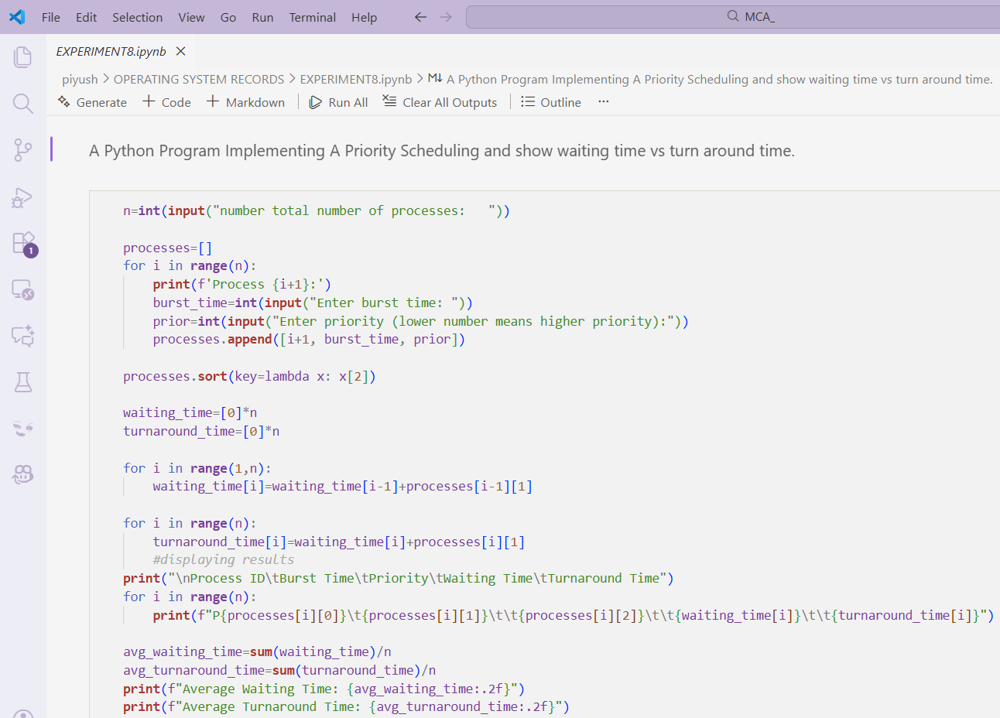 File Edit Selection View Go Run Terminal Help ← → MCA_
EXPERIMENT8.ipynb ×
piyush > OPERATING SYSTEM RECORDS > EXPERIMENT8.ipynb > M↓ A Python Program Implementing A Priority Scheduling and show waiting time vs turn around time.
Generate + Code + Markdown Run All Clear All Outputs Outline ...
A Python Program Implementing A Priority Scheduling and show waiting time vs turn around time.
n=int(input("number total number of processes:   "))
processes=[]
for i in range(n):
    print(f'Process {i+1}:')
    burst_time=int(input("Enter burst time: "))
    prior=int(input("Enter priority (lower number means higher priority):"))
    processes.append([i+1, burst_time, prior])
processes.sort(key=lambda x: x[2])
waiting_time=[0]*n
turnaround_time=[0]*n
for i in range(1,n):
    waiting_time[i]=waiting_time[i-1]+processes[i-1][1]
for i in range(n):
    turnaround_time[i]=waiting_time[i]+processes[i][1]
    #displaying results
print("\nProcess ID\tBurst Time\tPriority\tWaiting Time\tTurnaround Time")
for i in range(n):
    print(f"P{processes[i][0]}\t{processes[i][1]}\t\t{processes[i][2]}\t\t{waiting_time[i]}\t\t{turnaround_time[i]}")
avg_waiting_time=sum(waiting_time)/n
avg_turnaround_time=sum(turnaround_time)/n
print(f"Average Waiting Time: {avg_waiting_time:.2f}")
print(f"Average Turnaround Time: {avg_turnaround_time:.2f}")
1